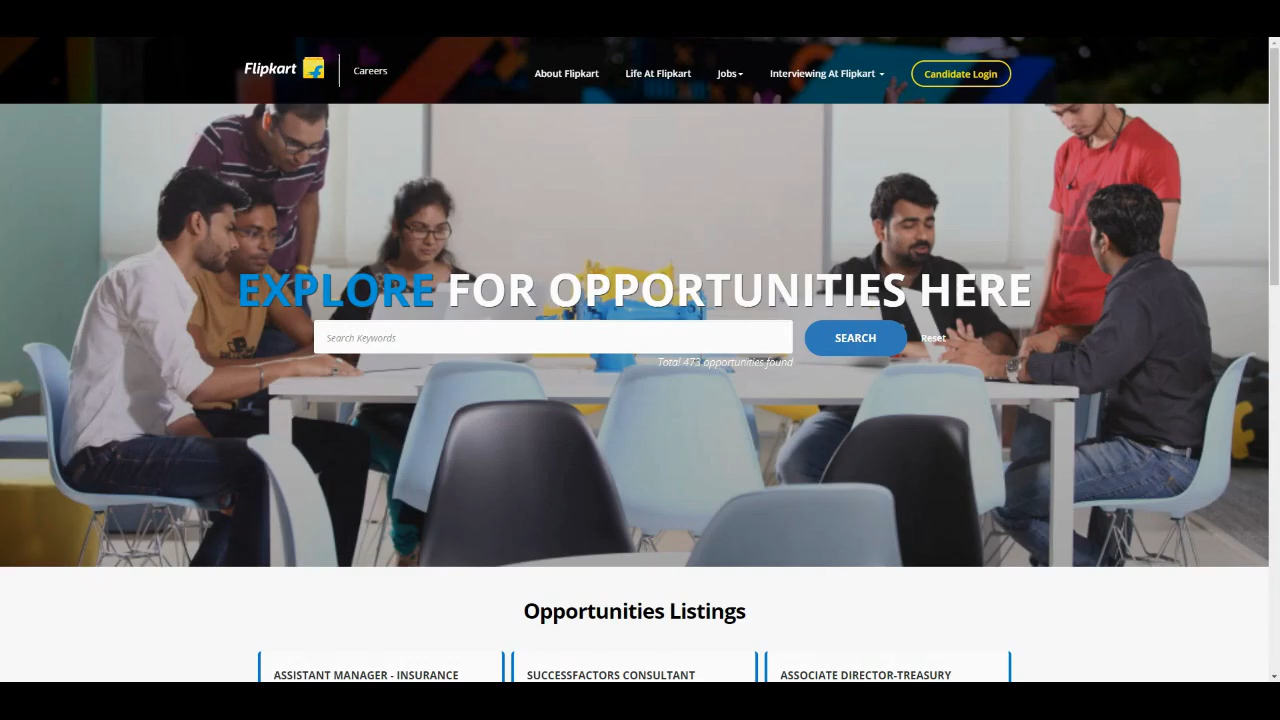 Flipkart
Careers
About Flipkart
Life At Flipkart
Jobs
Interviewing At Flipkart
Candidate Login
EXPLORE FOR OPPORTUNITIES HERE
Search Keywords
SEARCH
Reset
Total 473 opportunities found
Opportunities Listings
ASSISTANT MANAGER - INSURANCE
SUCCESSFACTORS CONSULTANT
ASSOCIATE DIRECTOR-TREASURY